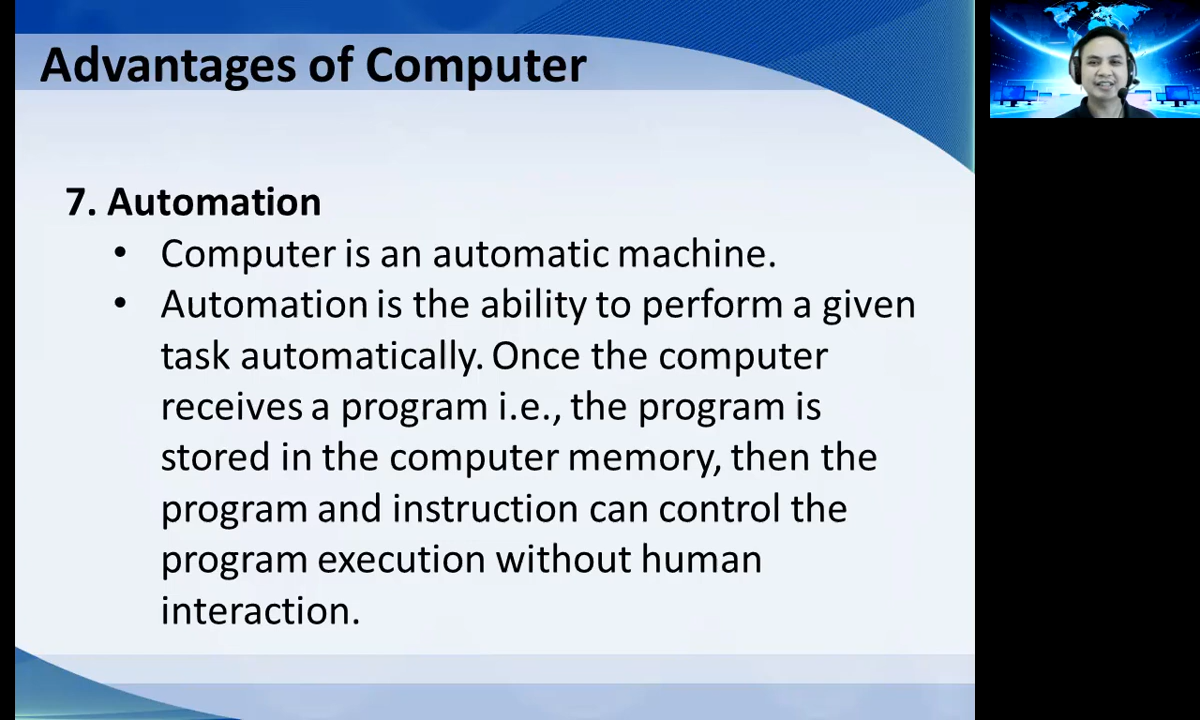 Advantages of Computer
7. Automation
• Computer is an automatic machine.
• Automation is the ability to perform a given
task automatically. Once the computer
receives a program i.e., the program is
stored in the computer memory, then the
program and instruction can control the
program execution without human
interaction.